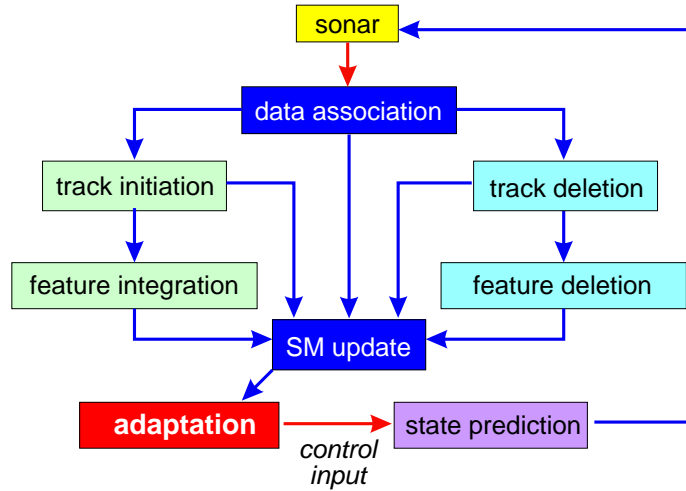 sonar
data association
track initiation
track deletion
feature integration
feature deletion
SM update
adaptation
state prediction
control
input